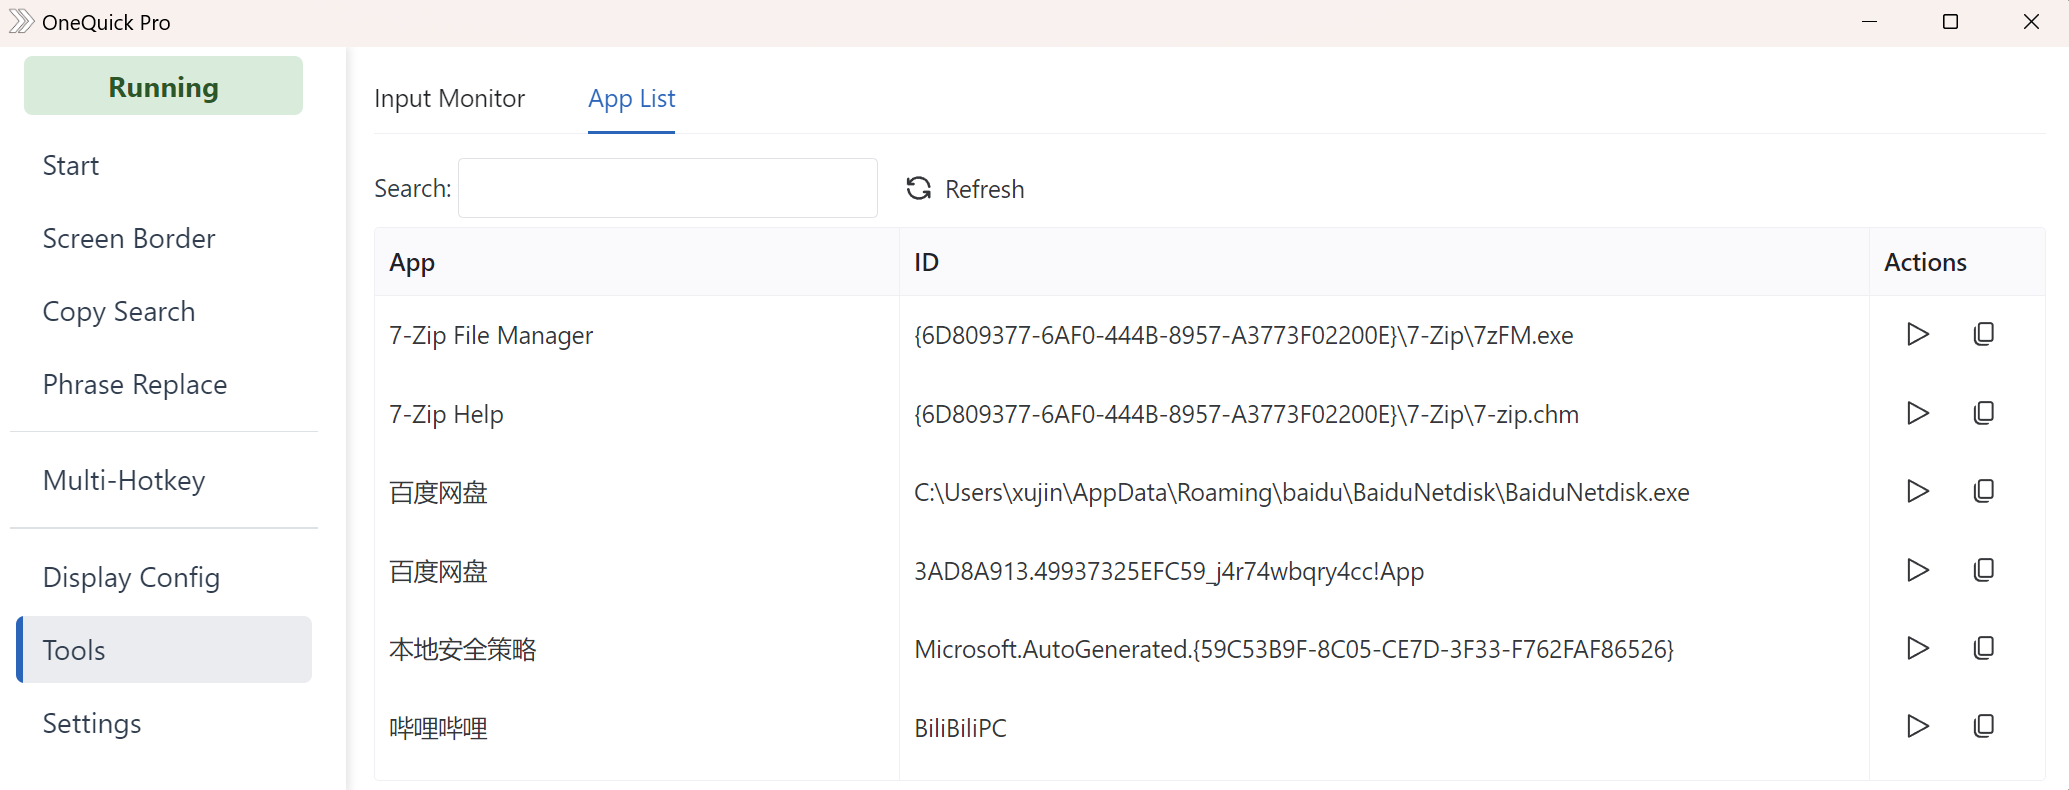 OneQuick Pro
Running
Start
Screen Border
Copy Search
Phrase Replace
Multi-Hotkey
Display Config
Tools
Settings
Input Monitor App List
Search: Refresh
App ID Actions
7-Zip File Manager {6D809377-6AF0-444B-8957-A3773F02200E}\7-Zip\7zFM.exe
7-Zip Help {6D809377-6AF0-444B-8957-A3773F02200E}\7-Zip\7-zip.chm
百度网盘 C:\Users\xujin\AppData\Roaming\baidu\BaiduNetdisk\BaiduNetdisk.exe
百度网盘 3AD8A913.49937325EFC59_j4r74wbqry4cc!App
本地安全策略 Microsoft.AutoGenerated.{59C53B9F-8C05-CE7D-3F33-F762FAF86526}
哔哩哔哩 BiliBiliPC